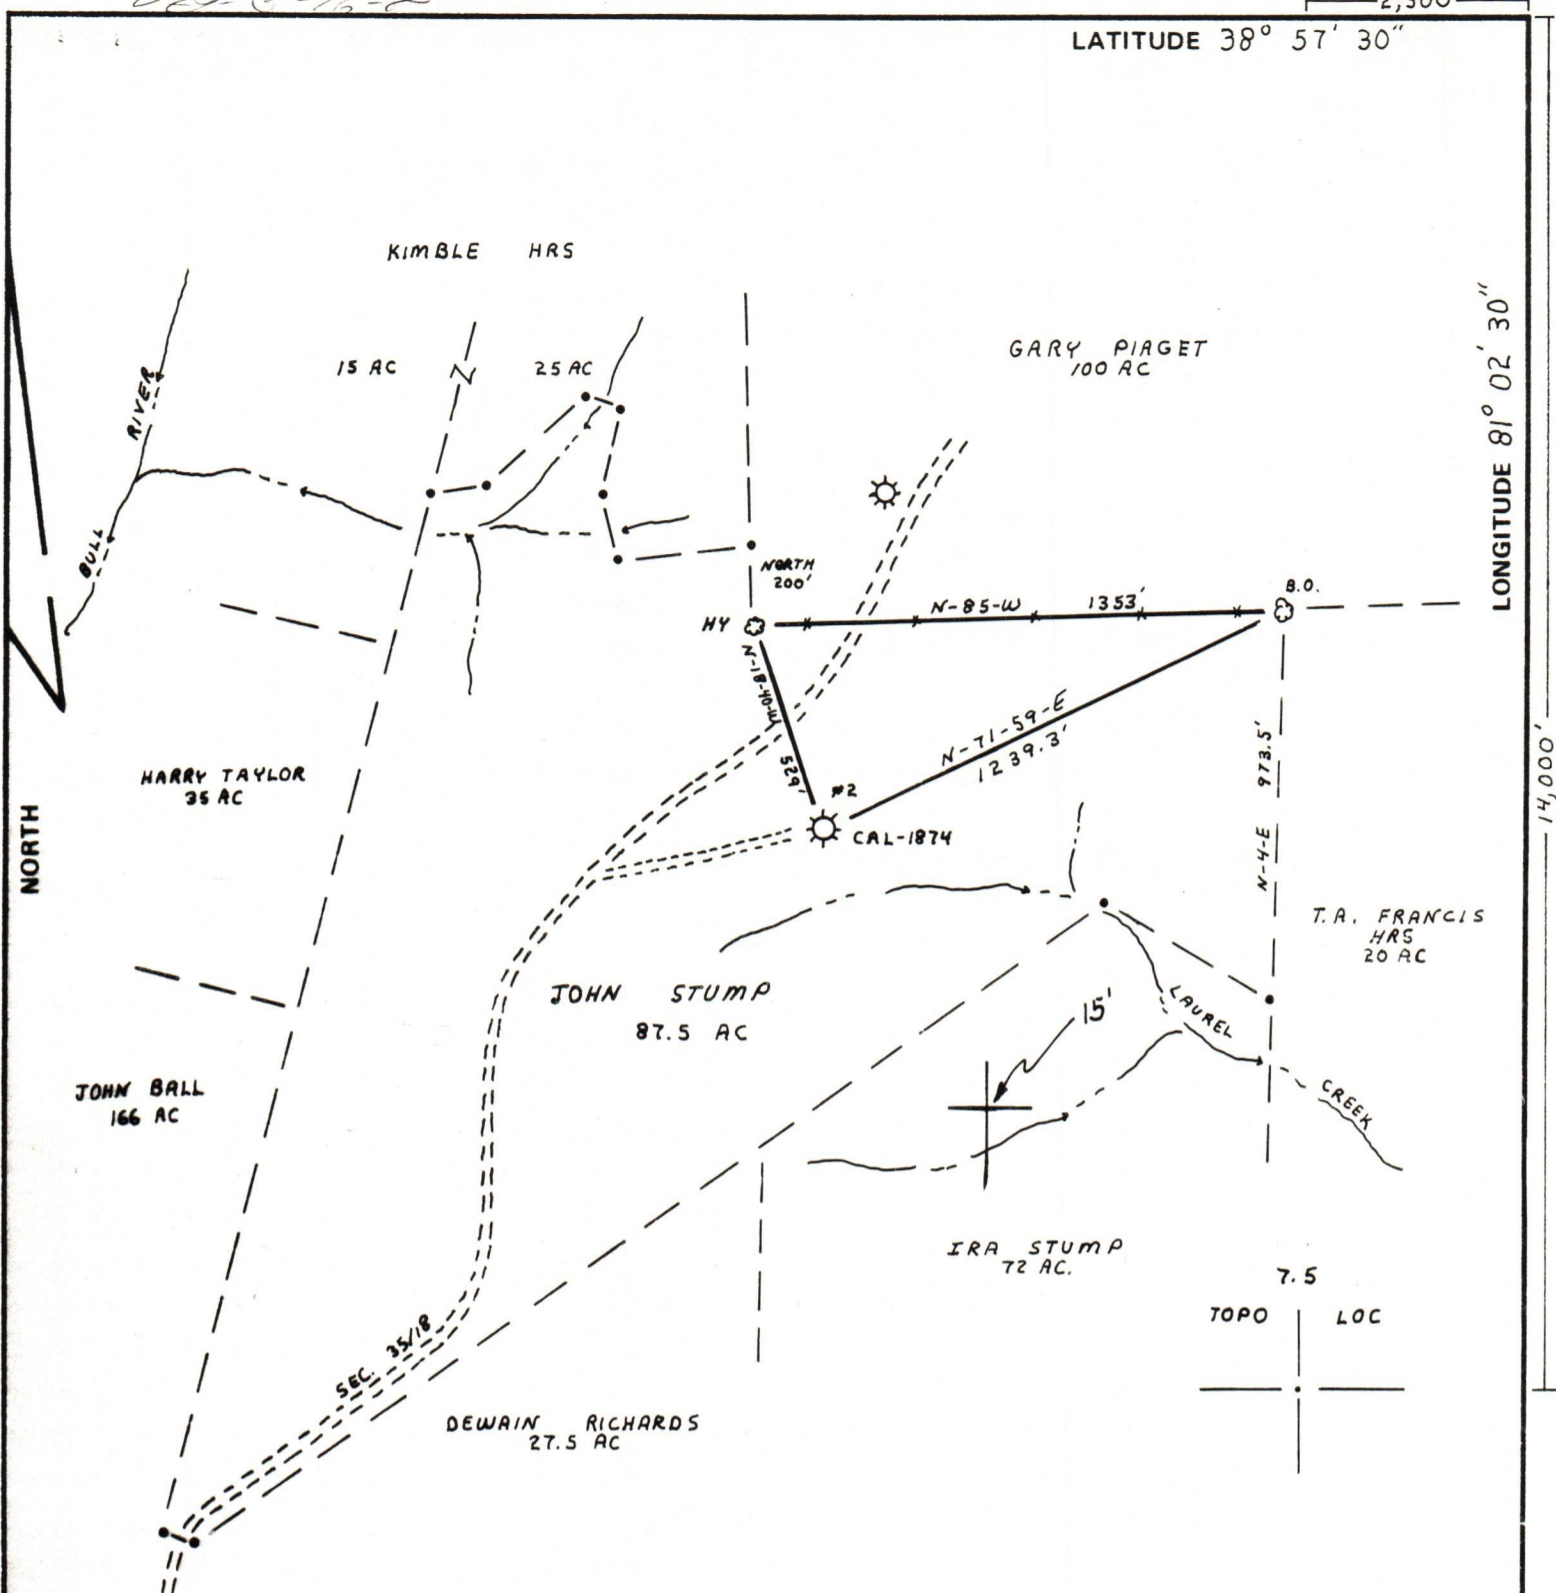 2,500
LATITUDE 38° 57' 30"
KIMBLE HRS
GARY PIAGET
100 AC
LONGITUDE 81° 02' 30"
15 AC
25 AC
BULL RIVER
NORTH
200'
B.O.
N-85-W 1353'
HY
N-18-40-W 529'
N-71-59-E
1239.3'
N-4-E 973.5'
14,000'
HARRY TAYLOR
35 AC
#2
CAL-1874
NORTH
T.A. FRANCIS
HRS
20 AC
JOHN STUMP
87.5 AC
15'
LAUREL CREEK
JOHN BALL
166 AC
IRA STUMP
72 AC.
7.5
TOPO LOC
SEC. 35/18
DEWAIN RICHARDS
27.5 AC